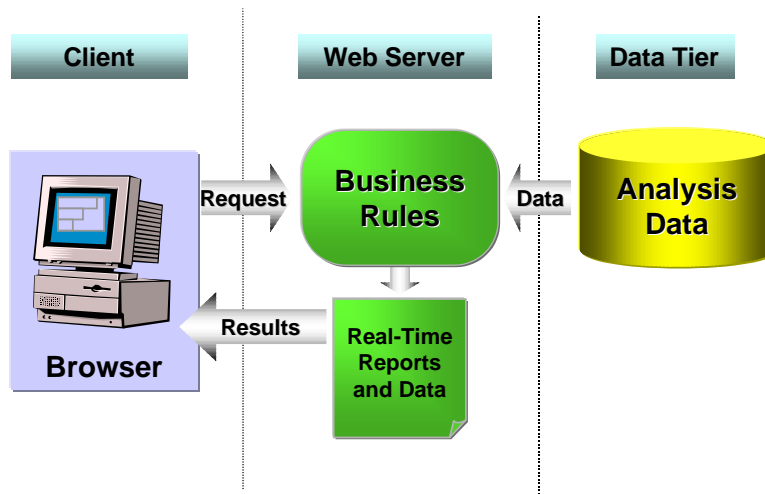 Client
Web Server
Data Tier
Request
Business
Rules
Data
Analysis
Data
Results
Real-Time
Reports
and Data
Browser